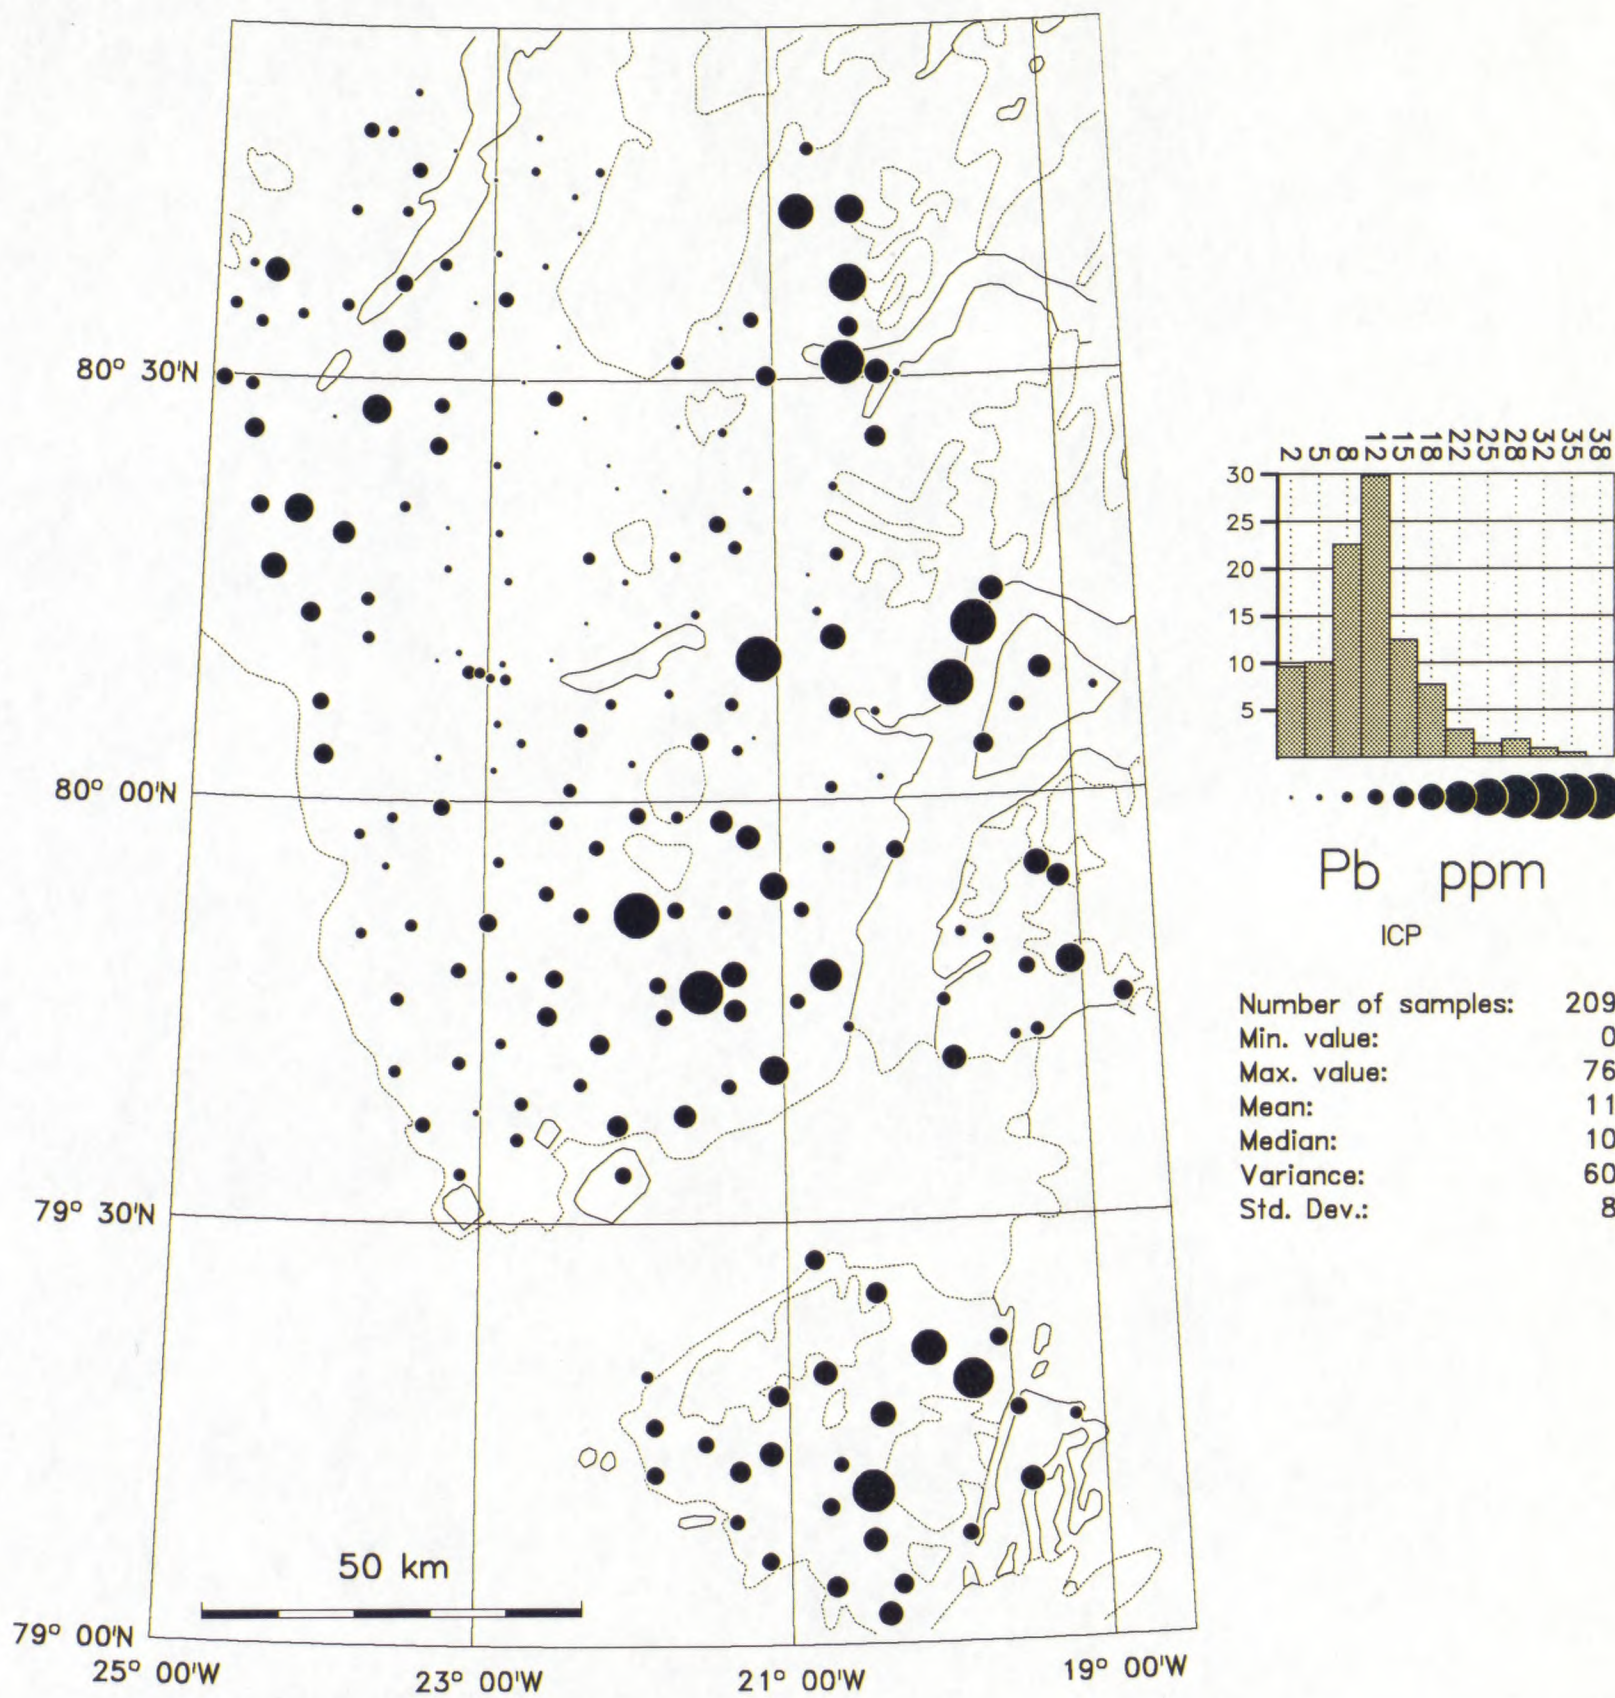 80° 30'N
80° 00'N
79° 30'N
79° 00'N
25° 00'W
23° 00'W
21° 00'W
19° 00'W
50 km
2 5 8 12 15 18 22 25 28 32 35 38
30
25
20
15
10
5
Pb ppm
ICP
Number of samples: 209
Min. value: 0
Max. value: 76
Mean: 11
Median: 10
Variance: 60
Std. Dev.: 8